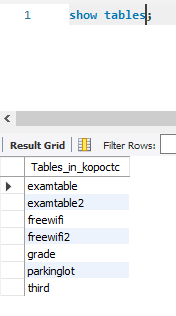 1 show tables;
Result Grid Filter Rows:
Tables_in_kopoctc
examtable
examtable2
freewifi
freewifi2
grade
parkinglot
third